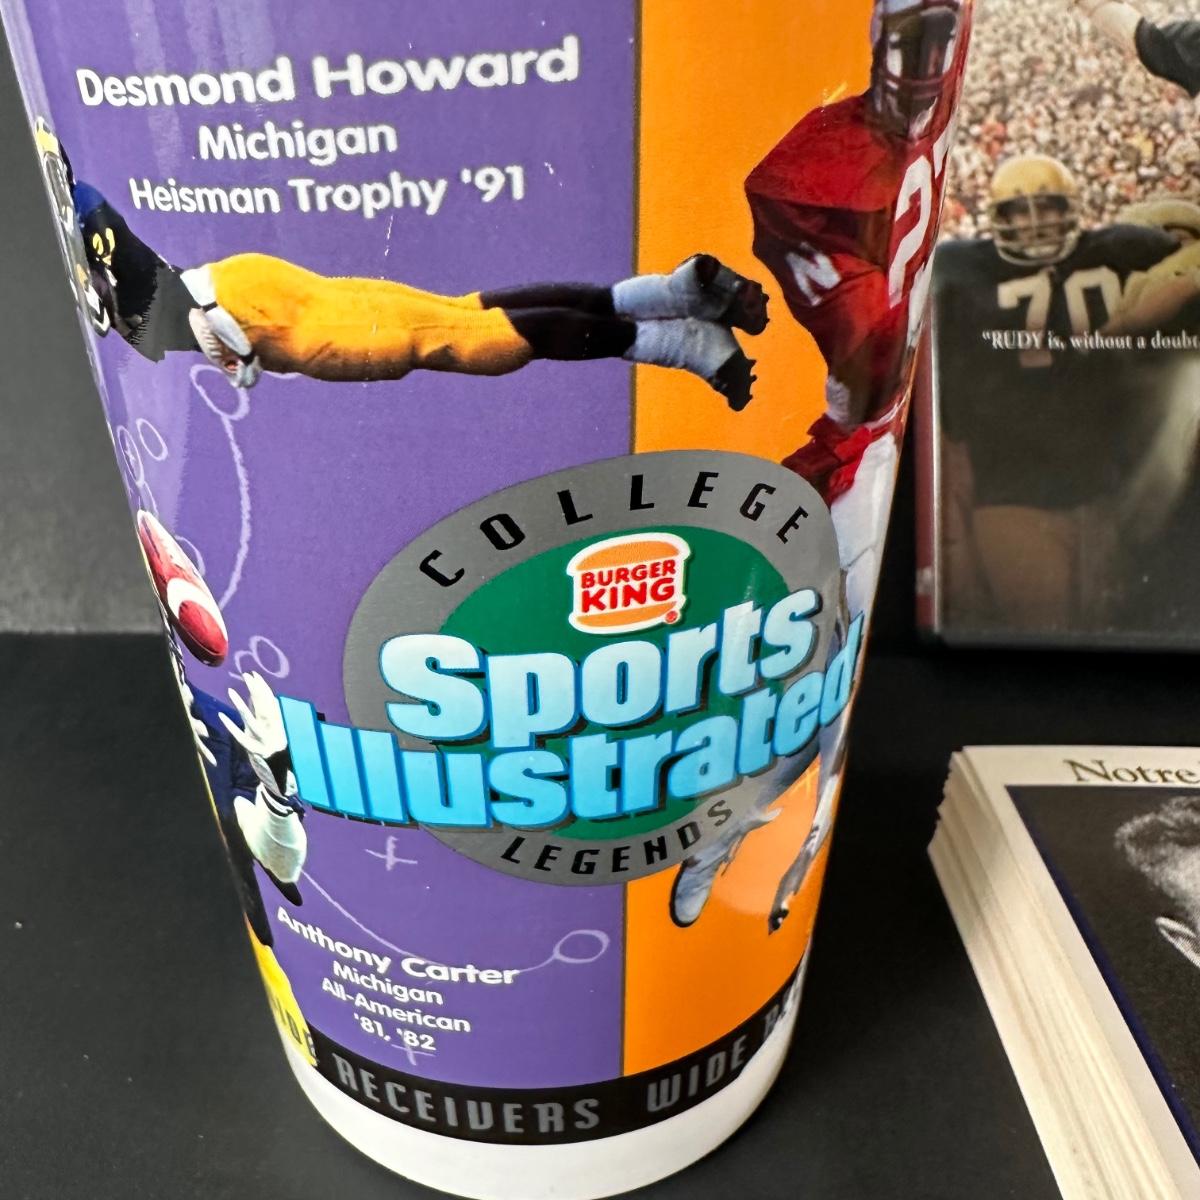 Desmond Howard
Michigan
Heisman Trophy '91
COLLEGE
BURGER
KING
Sports
Illustrated
LEGENDS
Anthony Carter
Michigan
All-American
'81, '82
RECEIVERS WIDE
N
70
"RUDY is, without a doubt
Notre